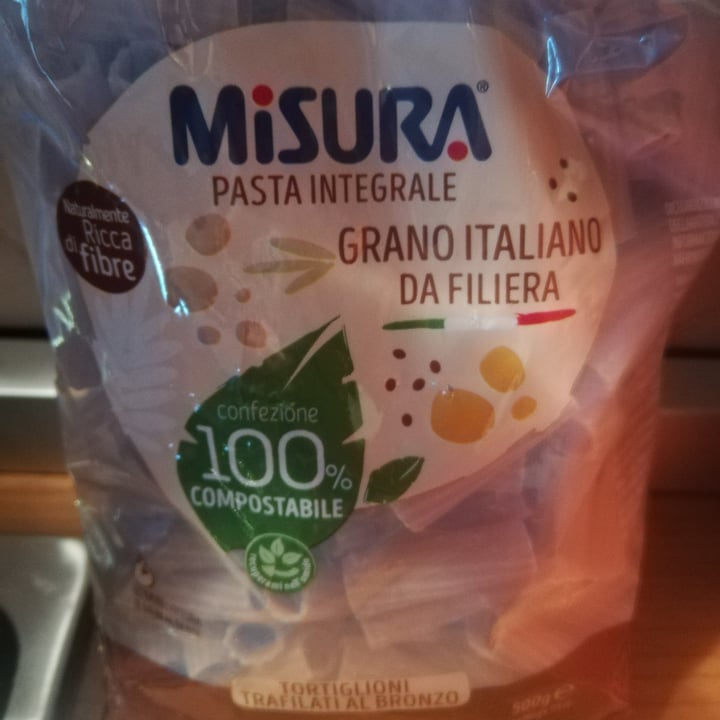 MiSURA®
PASTA INTEGRALE
Naturalmente
Ricca
di fibre
GRANO ITALIANO
DA FILIERA
confezione
100%
COMPOSTABILE
TORTIGLIONI
TRAFILATI AL BRONZO
500g e